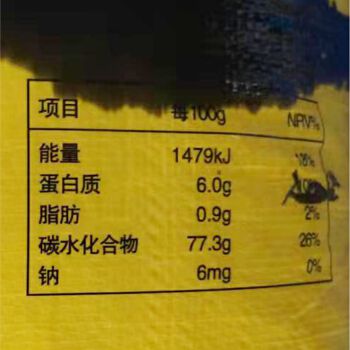 项目 每100g NRV%
能量 1479kJ 18%
蛋白质 6.0g
脂肪 0.9g 2%
碳水化合物 77.3g 26%
钠 6mg 0%